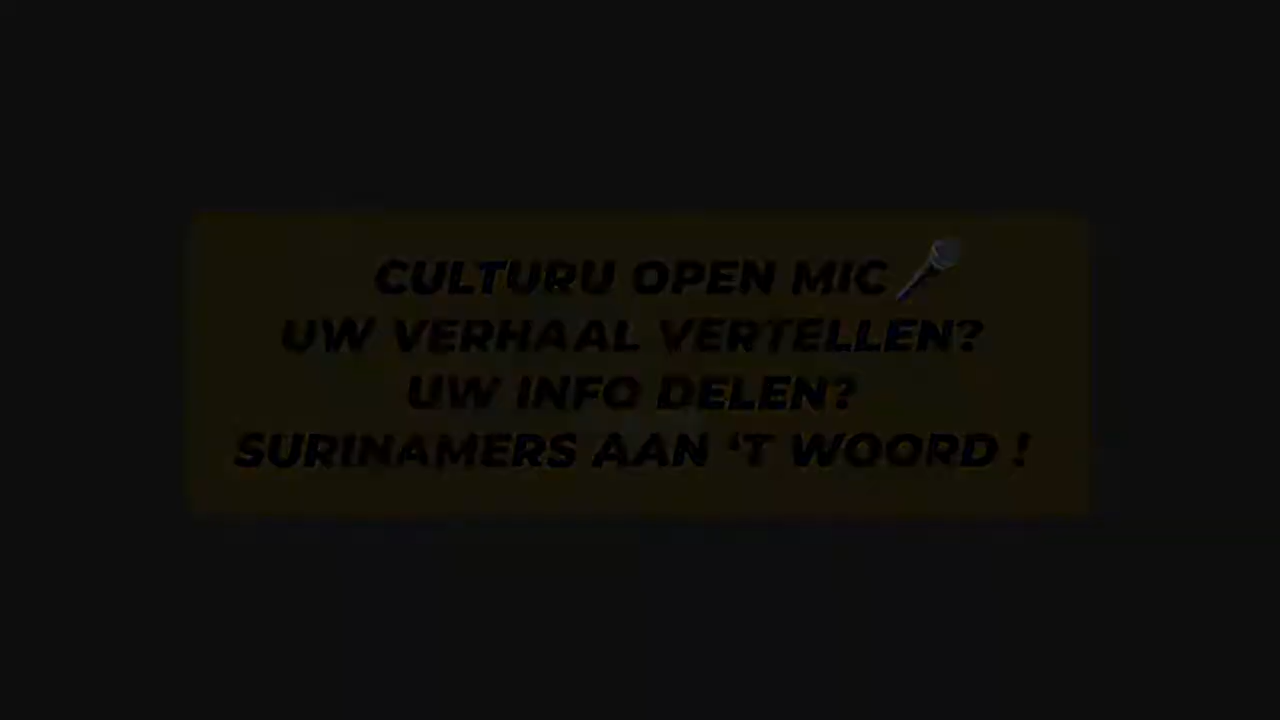 CULTURU OPEN MIC🎤
UW VERHAAL VERTELLEN?
UW INFO DELEN?
SURINAMERS AAN ‘T WOORD !